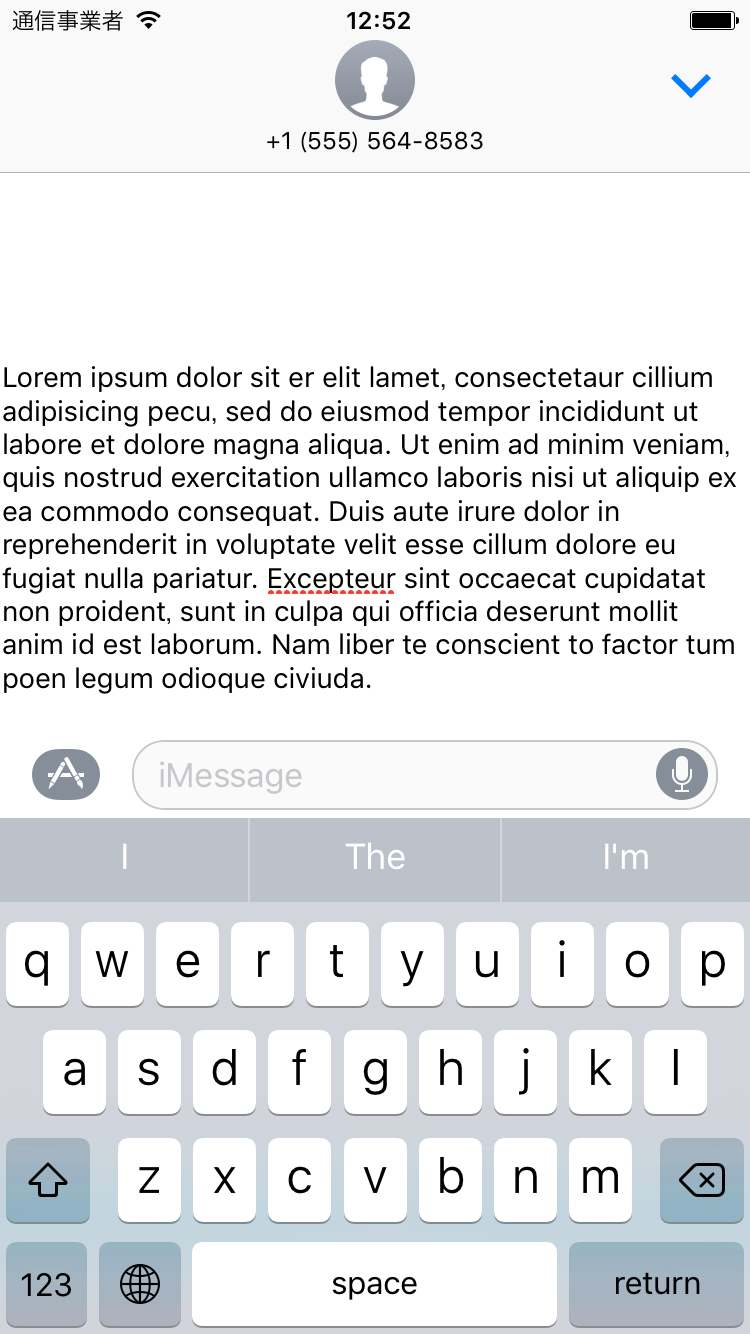 通信事業者 12:52
+1 (555) 564-8583
Lorem ipsum dolor sit er elit lamet, consectetaur cillium
adipisicing pecu, sed do eiusmod tempor incididunt ut
labore et dolore magna aliqua. Ut enim ad minim veniam,
quis nostrud exercitation ullamco laboris nisi ut aliquip ex
ea commodo consequat. Duis aute irure dolor in
reprehenderit in voluptate velit esse cillum dolore eu
fugiat nulla pariatur. Excepteur sint occaecat cupidatat
non proident, sunt in culpa qui officia deserunt mollit
anim id est laborum. Nam liber te conscient to factor tum
poen legum odioque civiuda.
iMessage
I The I'm
q w e r t y u i o p
a s d f g h j k l
z x c v b n m
123 space return